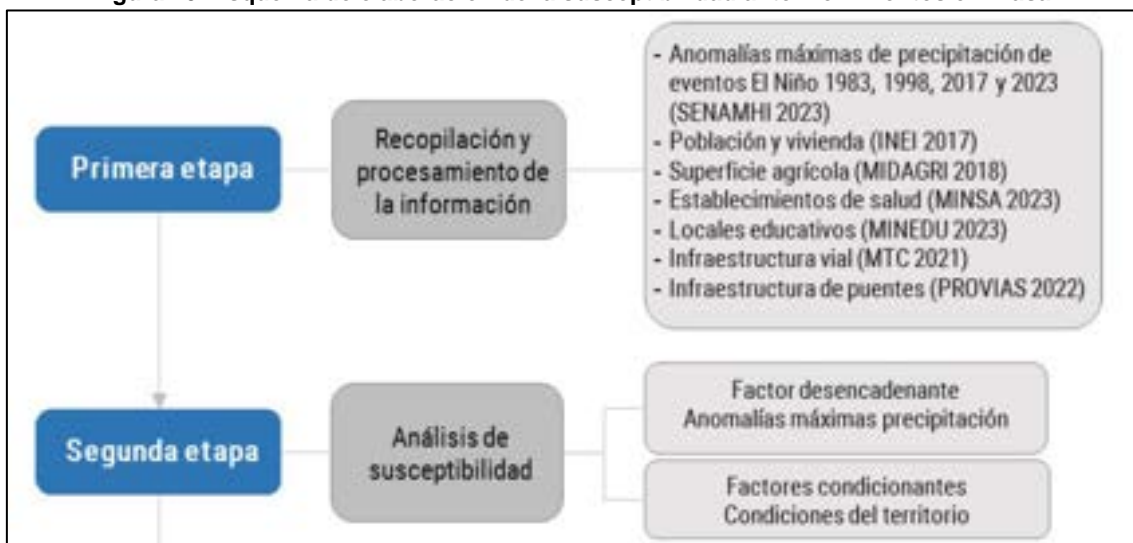 Primera etapa
Recopilación y
procesamiento de
la información
- Anomalías máximas de precipitación de
eventos El Niño 1983, 1998, 2017 y 2023
(SENAMHI 2023)
- Población y vivienda (INEI 2017)
- Superficie agrícola (MIDAGRI 2018)
- Establecimientos de salud (MINSA 2023)
- Locales educativos (MINEDU 2023)
- Infraestructura vial (MTC 2021)
- Infraestructura de puentes (PROVIAS 2022)
Segunda etapa
Análisis de
susceptibilidad
Factor desencadenante
Anomalías máximas precipitación
Factores condicionantes
Condiciones del territorio